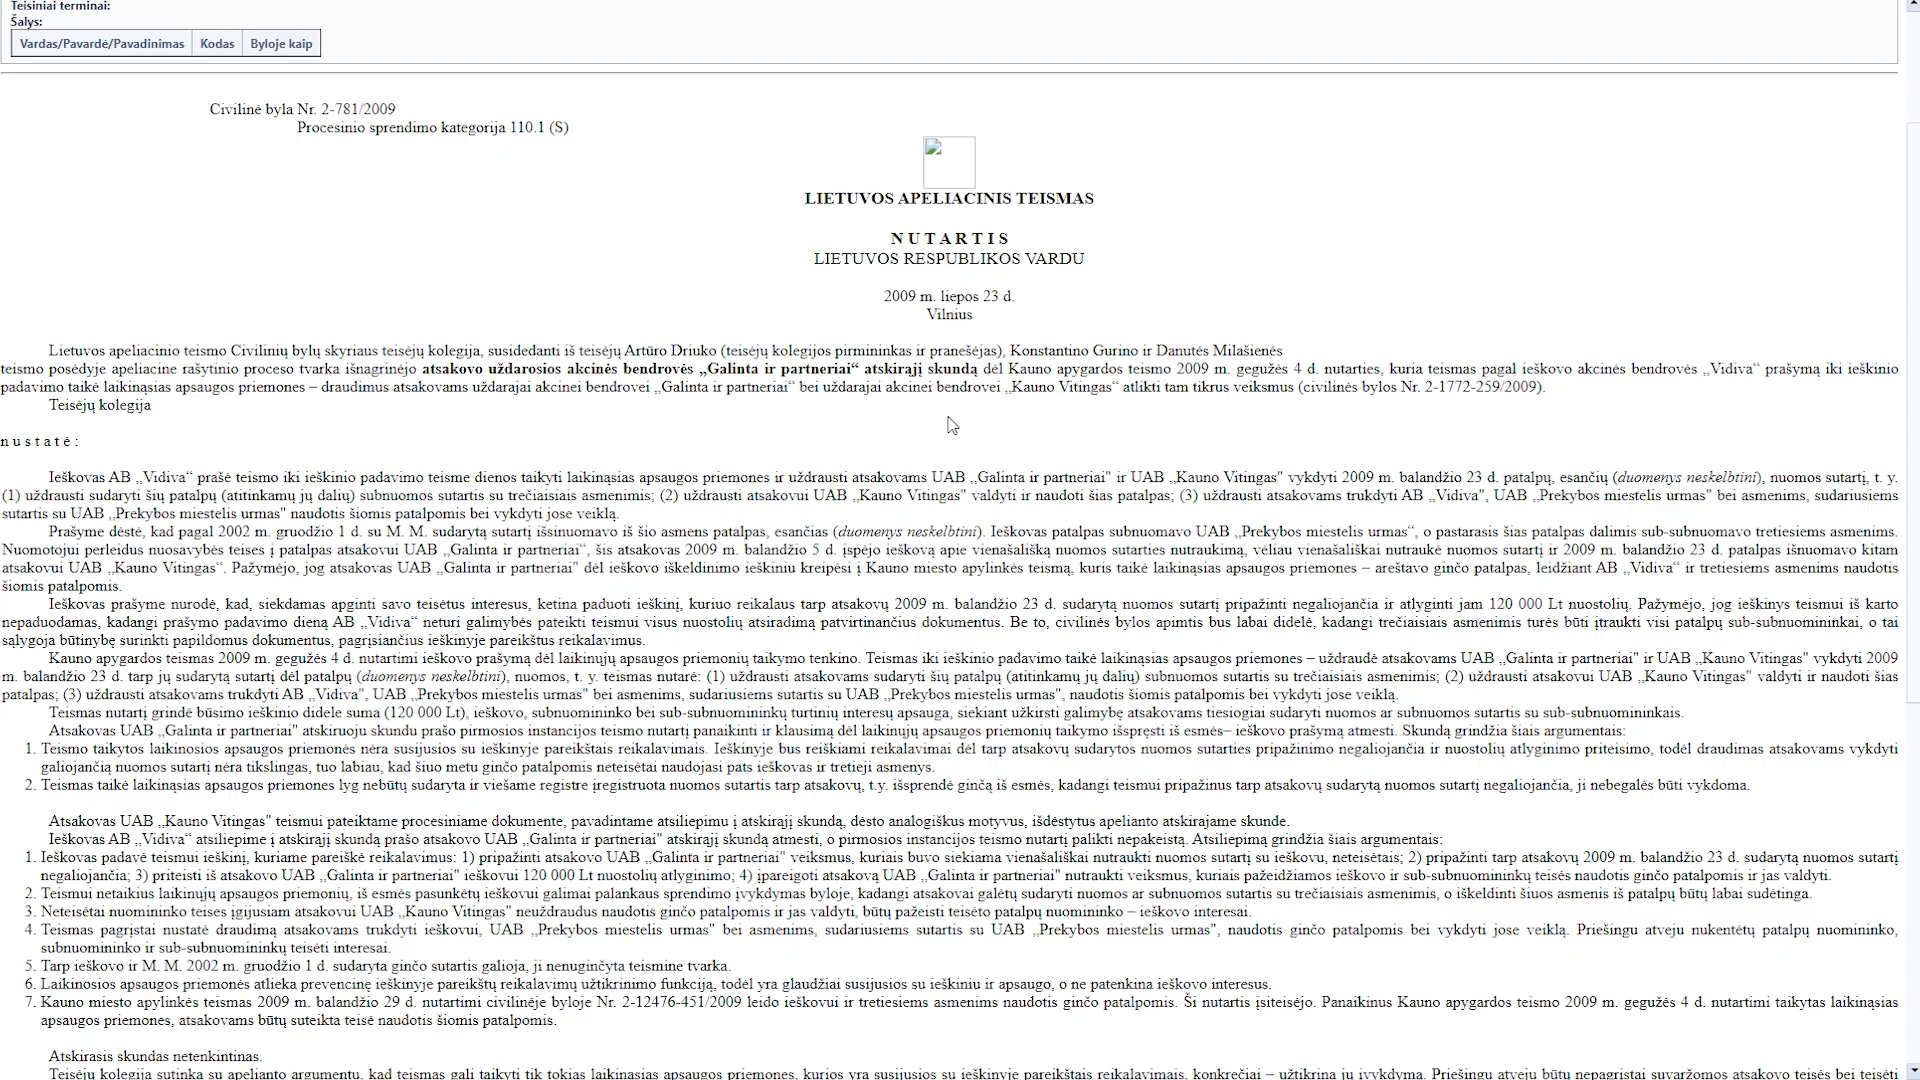 Teisiniai terminai:
Šalys:
Vardas/Pavardė/Pavadinimas Kodas Byloje kaip
Civilinė byla Nr. 2-781/2009
Procesinio sprendimo kategorija 110.1 (S)
LIETUVOS APELIACINIS TEISMAS
N U T A R T I S
LIETUVOS RESPUBLIKOS VARDU
2009 m. liepos 23 d.
Vilnius
Lietuvos apeliacinio teismo Civilinių bylų skyriaus teisėjų kolegija, susidedanti iš teisėjų Artūro Driuko (teisėjų kolegijos pirmininkas ir pranešėjas), Konstantino Gurino ir Danutės Milašienės
teismo posėdyje apeliacine rašytinio proceso tvarka išnagrinėjo atsakovo uždarosios akcinės bendrovės „Galinta ir partneriai“ atskirąjį skundą dėl Kauno apygardos teismo 2009 m. gegužės 4 d. nutarties, kuria teismas pagal ieškovo akcinės bendrovės „Vidiva“ prašymą iki ieškinio
padavimo taikė laikinąsias apsaugos priemones – draudimus atsakovams uždarajai akcinei bendrovei „Galinta ir partneriai“ bei uždarajai akcinei bendrovei „Kauno Vitingas“ atlikti tam tikrus veiksmus (civilinės bylos Nr. 2-1772-259/2009).
Teisėjų kolegija
n u s t a t ė :
Ieškovas AB „Vidiva“ prašė teismo iki ieškinio padavimo teisme dienos taikyti laikinąsias apsaugos priemones ir uždrausti atsakovams UAB „Galinta ir partneriai" ir UAB „Kauno Vitingas" vykdyti 2009 m. balandžio 23 d. patalpų, esančių (duomenys neskelbtini), nuomos sutartį, t. y.
(1) uždrausti sudaryti šių patalpų (atitinkamų jų dalių) subnuomos sutartis su trečiaisiais asmenimis; (2) uždrausti atsakovui UAB „Kauno Vitingas" valdyti ir naudoti šias patalpas; (3) uždrausti atsakovams trukdyti AB „Vidiva", UAB „Prekybos miestelis urmas" bei asmenims, sudariusiems
sutartis su UAB „Prekybos miestelis urmas" naudotis šiomis patalpomis bei vykdyti jose veiklą.
Prašyme dėstė, kad pagal 2002 m. gruodžio 1 d. su M. M. sudarytą sutartį išsinuomavo iš šio asmens patalpas, esančias (duomenys neskelbtini). Ieškovas patalpas subnuomavo UAB „Prekybos miestelis urmas“, o pastarasis šias patalpas dalimis sub-subnuomavo tretiesiems asmenims.
Nuomotojui perleidus nuosavybės teises į patalpas atsakovui UAB „Galinta ir partneriai“, šis atsakovas 2009 m. balandžio 5 d. įspėjo ieškovą apie vienašališką nuomos sutarties nutraukimą, vėliau vienašališkai nutraukė nuomos sutartį ir 2009 m. balandžio 23 d. patalpas išnuomavo kitam
atsakovui UAB „Kauno Vitingas“. Pažymėjo, jog atsakovas UAB „Galinta ir partneriai" dėl ieškovo iškeldinimo ieškiniu kreipėsi į Kauno miesto apylinkės teismą, kuris taikė laikinąsias apsaugos priemones – areštavo ginčo patalpas, leidžiant AB „Vidiva“ ir tretiesiems asmenims naudotis
šiomis patalpomis.
Ieškovas prašyme nurodė, kad, siekdamas apginti savo teisėtus interesus, ketina paduoti ieškinį, kuriuo reikalaus tarp atsakovų 2009 m. balandžio 23 d. sudarytą nuomos sutartį pripažinti negaliojančia ir atlyginti jam 120 000 Lt nuostolių. Pažymėjo, jog ieškinys teismui iš karto
nepaduodamas, kadangi prašymo padavimo dieną AB „Vidiva“ neturi galimybės pateikti teismui visus nuostolių atsiradimą patvirtinančius dokumentus. Be to, civilinės bylos apimtis bus labai didelė, kadangi trečiaisiais asmenimis turės būti įtraukti visi patalpų sub-subnuomininkai, o tai
sąlygoja būtinybę surinkti papildomus dokumentus, pagrįsiančius ieškinyje pareikštus reikalavimus.
Kauno apygardos teismas 2009 m. gegužės 4 d. nutartimi ieškovo prašymą dėl laikinųjų apsaugos priemonių taikymo tenkino. Teismas iki ieškinio padavimo taikė laikinąsias apsaugos priemones – uždraudė atsakovams UAB „Galinta ir partneriai" ir UAB „Kauno Vitingas" vykdyti 2009
m. balandžio 23 d. tarp jų sudarytą sutartį dėl patalpų (duomenys neskelbtini), nuomos, t. y. teismas nutarė: (1) uždrausti atsakovams sudaryti šių patalpų (atitinkamų jų dalių) subnuomos sutartis su trečiaisiais asmenimis; (2) uždrausti atsakovui UAB „Kauno Vitingas" valdyti ir naudoti šias
patalpas; (3) uždrausti atsakovams trukdyti AB „Vidiva", UAB „Prekybos miestelis urmas" bei asmenims, sudariusiems sutartis su UAB „Prekybos miestelis urmas", naudotis šiomis patalpomis bei vykdyti jose veiklą.
Teismas nutartį grindė būsimo ieškinio didele suma (120 000 Lt), ieškovo, subnuomininko bei sub-subnuomininkų turtinių interesų apsauga, siekiant užkirsti galimybę atsakovams tiesiogiai sudaryti nuomos ar subnuomos sutartis su sub-subnuomininkais.
Atsakovas UAB „Galinta ir partneriai" atskiruoju skundu prašo pirmosios instancijos teismo nutartį panaikinti ir klausimą dėl laikinųjų apsaugos priemonių taikymo išspręsti iš esmės– ieškovo prašymą atmesti. Skundą grindžia šiais argumentais:
1. Teismo taikytos laikinosios apsaugos priemonės nėra susijusios su ieškinyje pareikštais reikalavimais. Ieškinyje bus reiškiami reikalavimai dėl tarp atsakovų sudarytos nuomos sutarties pripažinimo negaliojančia ir nuostolių atlyginimo priteisimo, todėl draudimas atsakovams vykdyti
galiojančią nuomos sutartį nėra tikslingas, tuo labiau, kad šiuo metu ginčo patalpomis neteisėtai naudojasi pats ieškovas ir tretieji asmenys.
2. Teismas taikė laikinąsias apsaugos priemones lyg nebūtų sudaryta ir viešame registre įregistruota nuomos sutartis tarp atsakovų, t.y. išsprendė ginčą iš esmės, kadangi teismui pripažinus tarp atsakovų sudarytą nuomos sutartį negaliojančia, ji nebegalės būti vykdoma.
Atsakovas UAB „Kauno Vitingas" teismui pateiktame procesiniame dokumente, pavadintame atsiliepimu į atskirąjį skundą, dėsto analogiškus motyvus, išdėstytus apelianto atskirajame skunde.
Ieškovas AB „Vidiva“ atsiliepime į atskirąjį skundą prašo atsakovo UAB „Galinta ir partneriai" atskirąjį skundą atmesti, o pirmosios instancijos teismo nutartį palikti nepakeistą. Atsiliepimą grindžia šiais argumentais:
1. Ieškovas padavė teismui ieškinį, kuriame pareiškė reikalavimus: 1) pripažinti atsakovo UAB „Galinta ir partneriai" veiksmus, kuriais buvo siekiama vienašališkai nutraukti nuomos sutartį su ieškovu, neteisėtais; 2) pripažinti tarp atsakovų 2009 m. balandžio 23 d. sudarytą nuomos sutartį
negaliojančia; 3) priteisti iš atsakovo UAB „Galinta ir partneriai" ieškovui 120 000 Lt nuostolių atlyginimo; 4) įpareigoti atsakovą UAB „Galinta ir partneriai" nutraukti veiksmus, kuriais pažeidžiamos ieškovo ir sub-subnuomininkų teisės naudotis ginčo patalpomis ir jas valdyti.
2. Teismui netaikius laikinųjų apsaugos priemonių, iš esmės pasunkėtų ieškovui galimai palankaus sprendimo įvykdymas byloje, kadangi atsakovai galėtų sudaryti nuomos ar subnuomos sutartis su trečiaisiais asmenimis, o iškeldinti šiuos asmenis iš patalpų būtų labai sudėtinga.
3. Neteisėtai nuomininko teises įgijusiam atsakovui UAB „Kauno Vitingas" neuždraudus naudotis ginčo patalpomis ir jas valdyti, būtų pažeisti teisėto patalpų nuomininko – ieškovo interesai.
4. Teismas pagrįstai nustatė draudimą atsakovams trukdyti ieškovui, UAB „Prekybos miestelis urmas" bei asmenims, sudariusiems sutartis su UAB „Prekybos miestelis urmas", naudotis ginčo patalpomis bei vykdyti jose veiklą. Priešingu atveju nukentėtų patalpų nuomininko,
subnuomininko ir sub-subnuomininkų teisėti interesai.
5. Tarp ieškovo ir M. M. 2002 m. gruodžio 1 d. sudaryta ginčo sutartis galioja, ji nenuginčyta teismine tvarka.
6. Laikinosios apsaugos priemonės atlieka prevencinę ieškinyje pareikštų reikalavimų užtikrinimo funkciją, todėl yra glaudžiai susijusios su ieškiniu ir apsaugo, o ne patenkina ieškovo interesus.
7. Kauno miesto apylinkės teismas 2009 m. balandžio 29 d. nutartimi civilinėje byloje Nr. 2-12476-451/2009 leido ieškovui ir tretiesiems asmenims naudotis ginčo patalpomis. Ši nutartis įsiteisėjo. Panaikinus Kauno apygardos teismo 2009 m. gegužės 4 d. nutartimi taikytas laikinąsias
apsaugos priemones, atsakovams būtų suteikta teisė naudotis šiomis patalpomis.
Atskirasis skundas netenkintinas.
Teisėjų kolegija sutinka su apelianto argumentu, kad teismas gali taikyti tik tokias laikinąsias apsaugos priemones, kurios yra susijusios su ieškinyje pareikštais reikalavimais, konkrečiai – užtikrina jų įvykdymą. Priešingu atveju būtų nepagrįstai suvaržomos atsakovo teisės bei teisėti